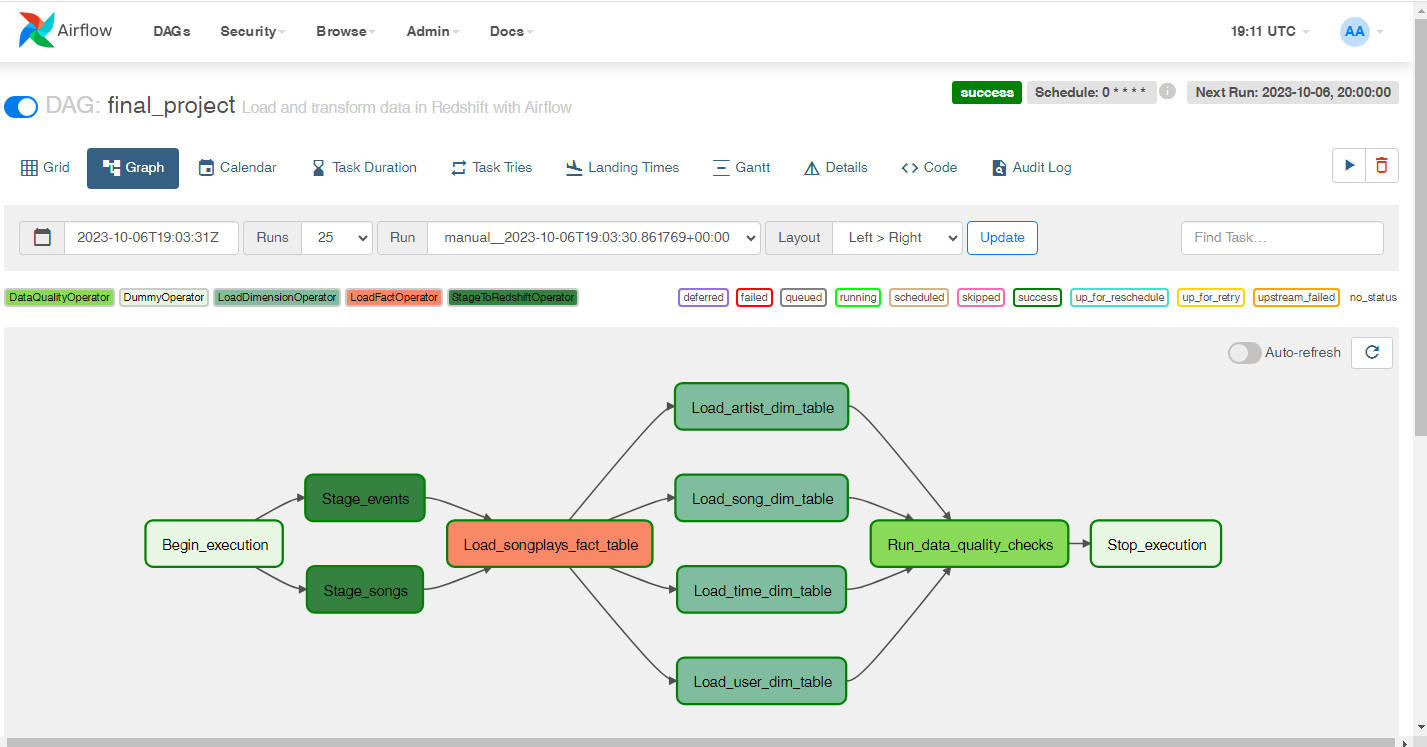 Airflow DAGs Security Browse Admin Docs 19:11 UTC AA
DAG: final_project Load and transform data in Redshift with Airflow success Schedule: 0 * * * * i Next Run: 2023-10-06, 20:00:00
Grid Graph Calendar Task Duration Task Tries Landing Times Gantt Details Code Audit Log
2023-10-06T19:03:31Z Runs 25 Run manual__2023-10-06T19:03:30.861769+00:00 Layout Left > Right Update Find Task...
DataQualityOperator DummyOperator LoadDimensionOperator LoadFactOperator StageToRedshiftOperator deferred failed queued running scheduled skipped success up_for_reschedule up_for_retry upstream_failed no_status
Auto-refresh
Load_artist_dim_table
Stage_events Load_song_dim_table
Begin_execution Load_songplays_fact_table Run_data_quality_checks Stop_execution
Stage_songs Load_time_dim_table
Load_user_dim_table